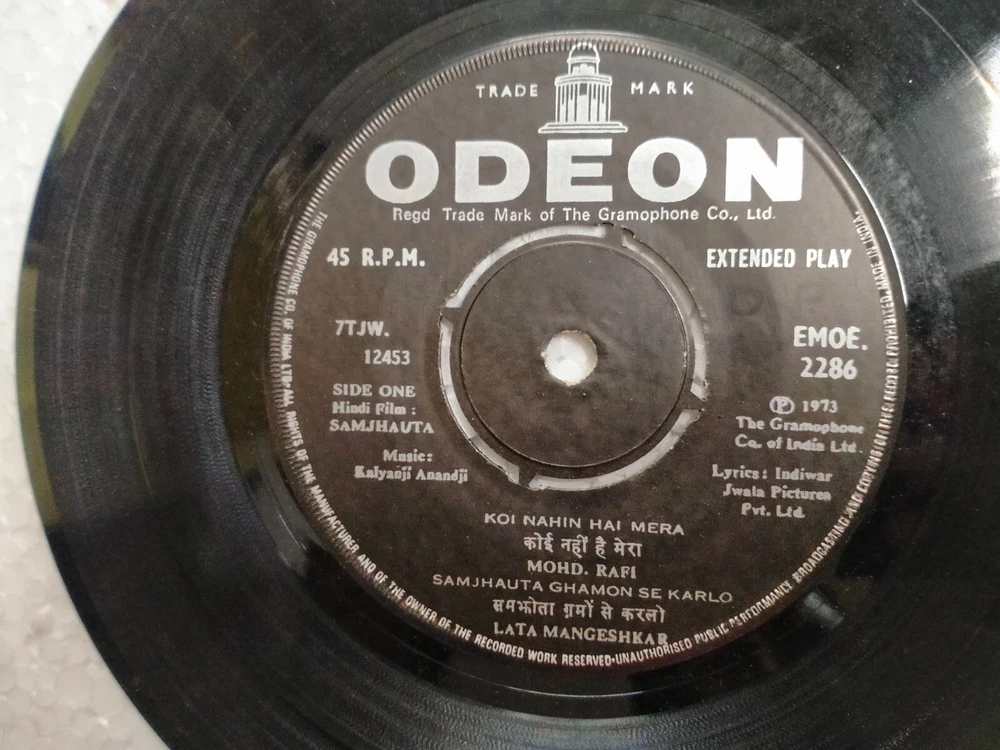 TRADE MARK
ODEON
Regd Trade Mark of The Gramophone Co., Ltd.
45 R.P.M.
EXTENDED PLAY
7TJW.
12453
EMOE.
2286
SIDE ONE
Hindi Film :
SAMJHAUTA
Music:
Kalyanji Anandji
Ⓟ 1973
The Gramophone
Co. of India Ltd.
Lyrics: Indiwar
Jwala Pictures
Pvt. Ltd.
KOI NAHIN HAI MERA
कोई नहीं है मेरा
MOHD. RAFI
SAMJHAUTA GHAMON SE KARLO
समझोता ग़मों से करलो
LATA MANGESHKAR
THE GRAMOPHONE CO. OF INDIA LTD. ALL RIGHTS OF THE MANUFACTURER AND OF THE OWNER OF THE RECORDED WORK RESERVED·UNAUTHORISED PUBLIC PERFORMANCE BROADCASTING AND COPYING OF THIS RECORD PROHIBITED. MADE IN INDIA